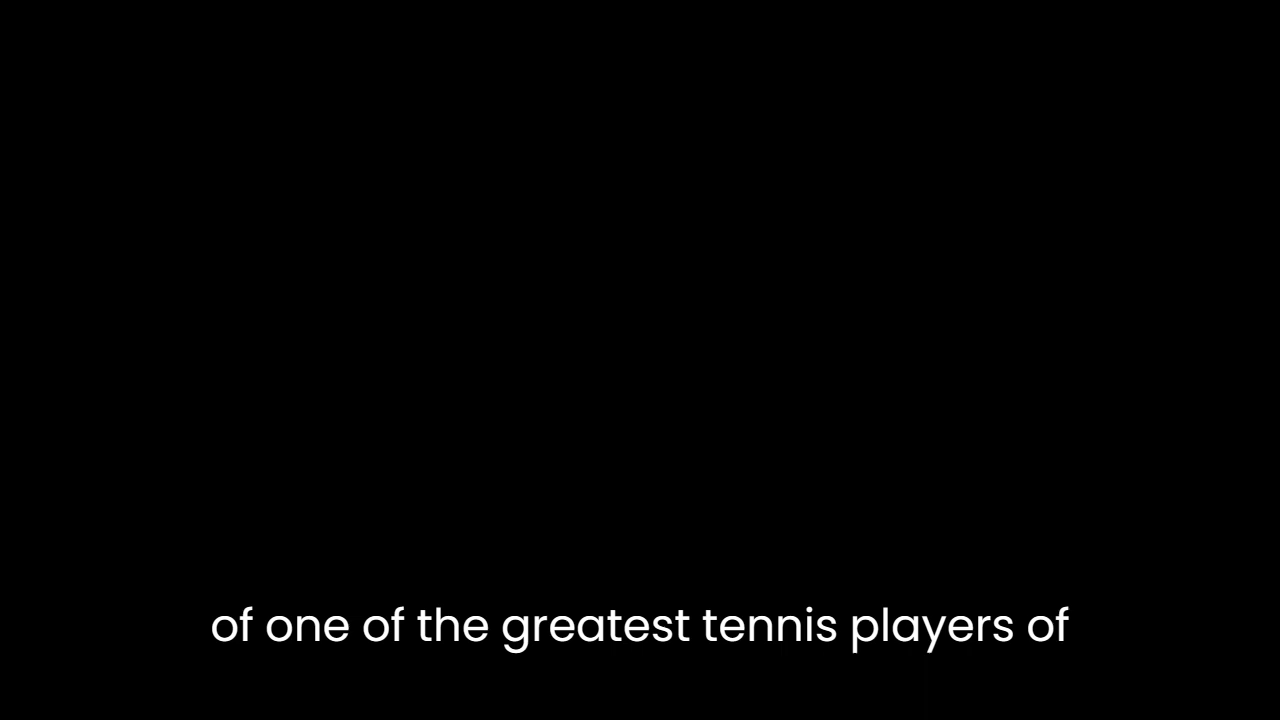 of one of the greatest tennis players of